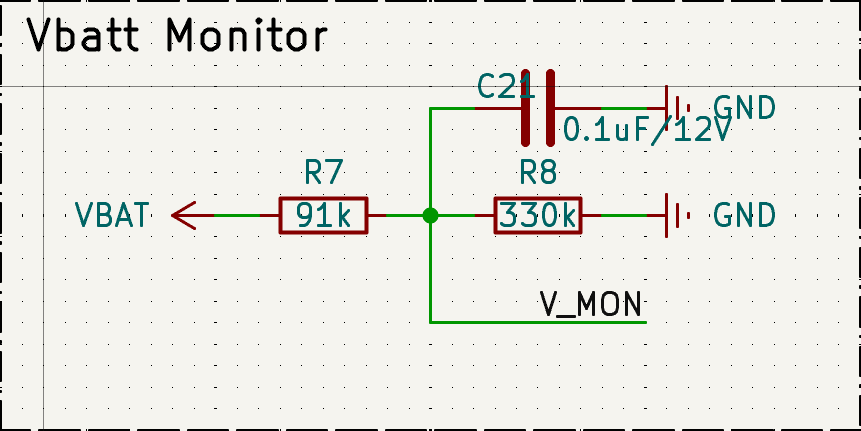 Vbatt Monitor
C21
GND
0.1uF/12V
R7
R8
VBAT
91k
330k
GND
V_MON